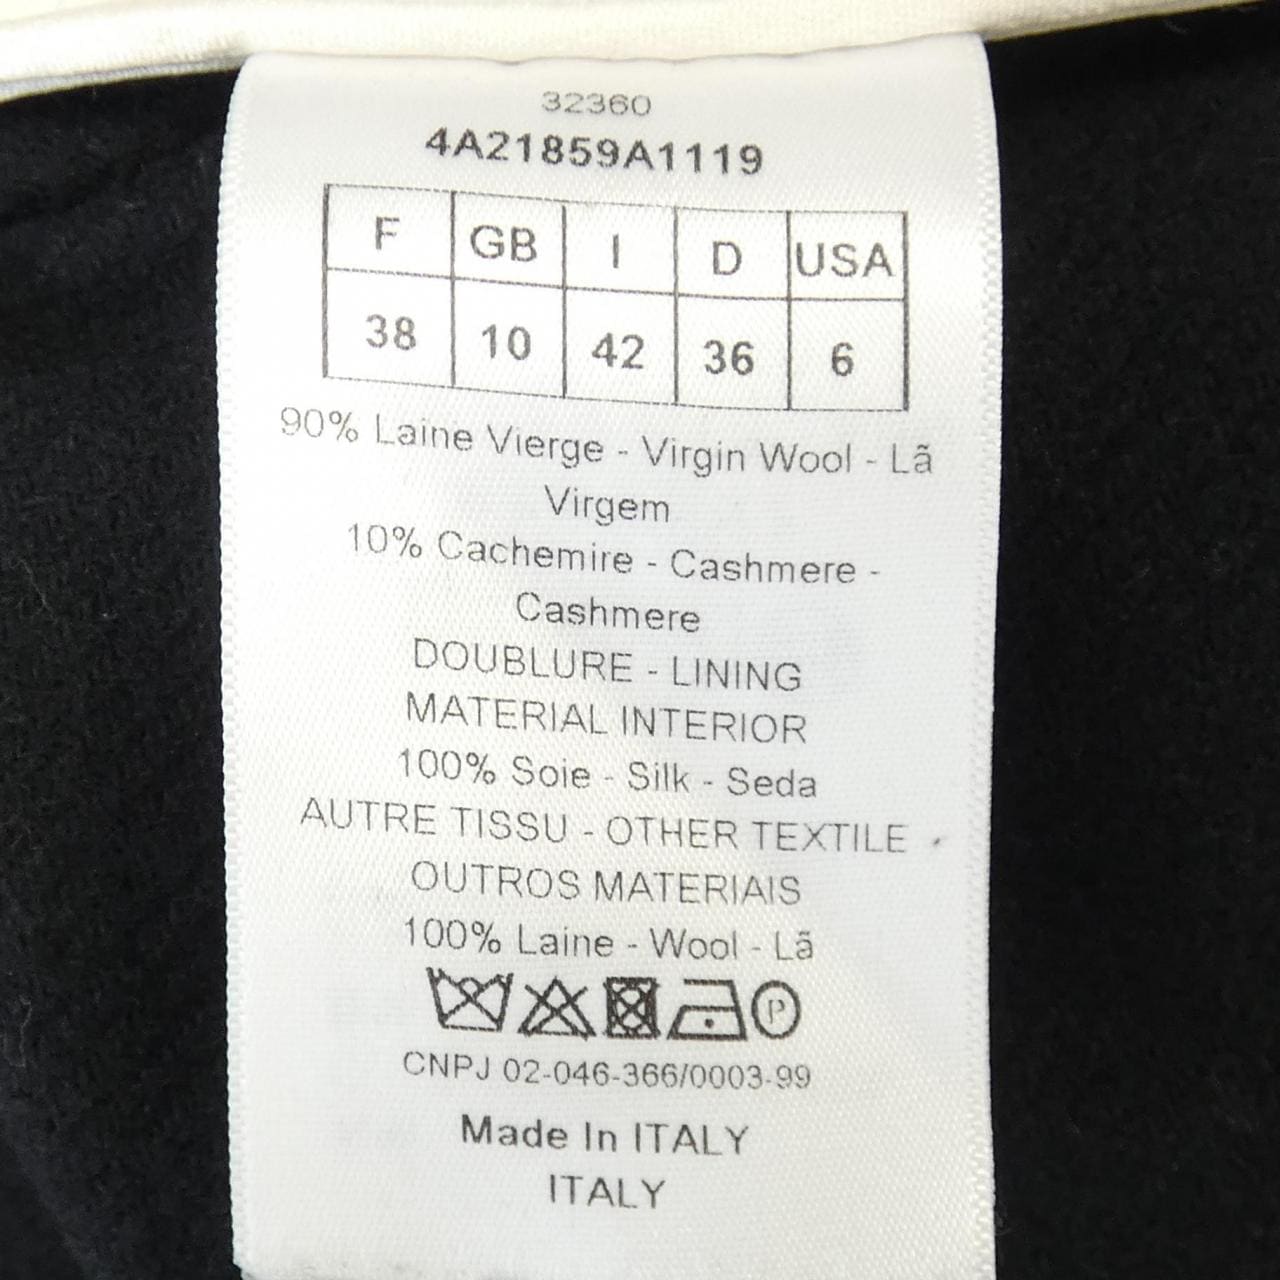 32360
4A21859A1119
F GB I D USA
38 10 42 36 6
90% Laine Vierge - Virgin Wool - Lã
Virgem
10% Cachemire - Cashmere -
Cashmere
DOUBLURE - LINING
MATERIAL INTERIOR
100% Soie - Silk - Seda
AUTRE TISSU - OTHER TEXTILE -
OUTROS MATERIAIS
100% Laine - Wool - Lã
P
CNPJ 02-046-366/0003-99
Made In ITALY
ITALY